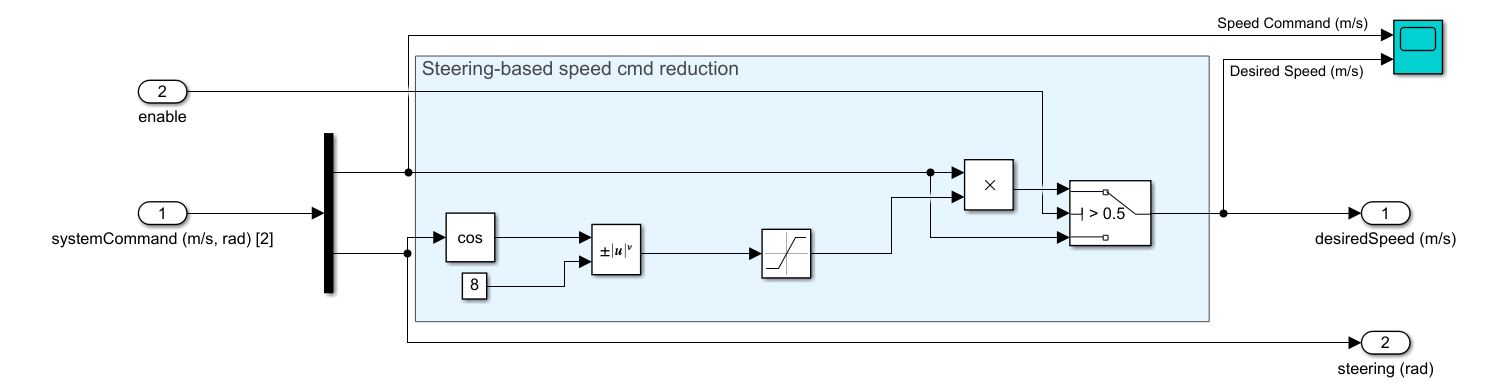 Speed Command (m/s)
Steering-based speed cmd reduction
Desired Speed (m/s)
2
enable
×
1
systemCommand (m/s, rad) [2]
> 0.5
1
desiredSpeed (m/s)
cos
±|u|^v
8
2
steering (rad)